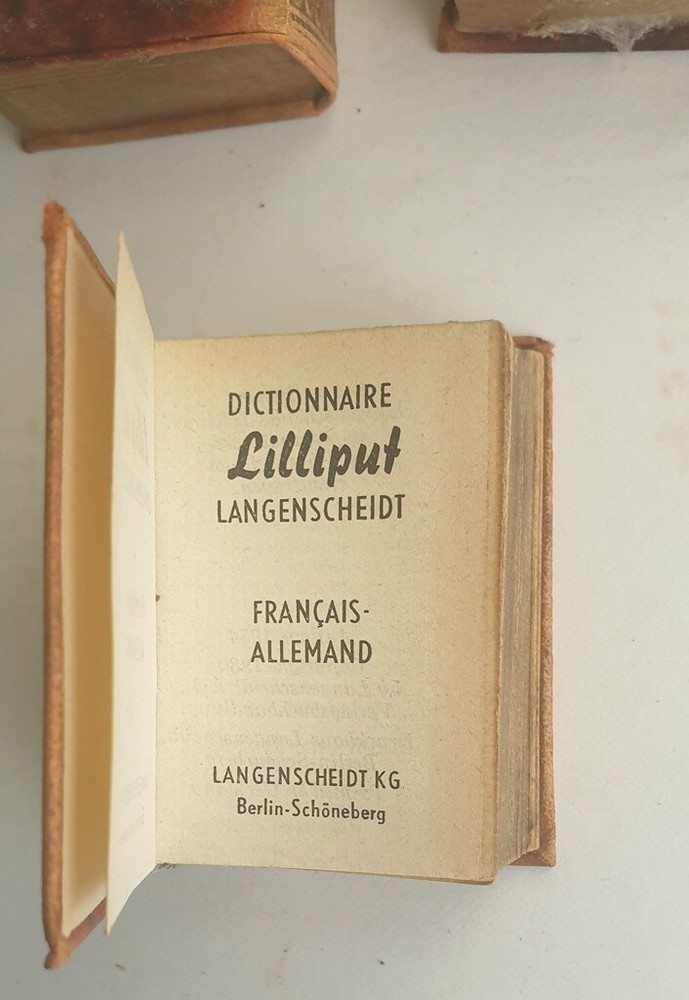 DICTIONNAIRE
Lilliput
LANGENSCHEIDT
FRANÇAIS-
ALLEMAND
LANGENSCHEIDT KG
Berlin-Schöneberg